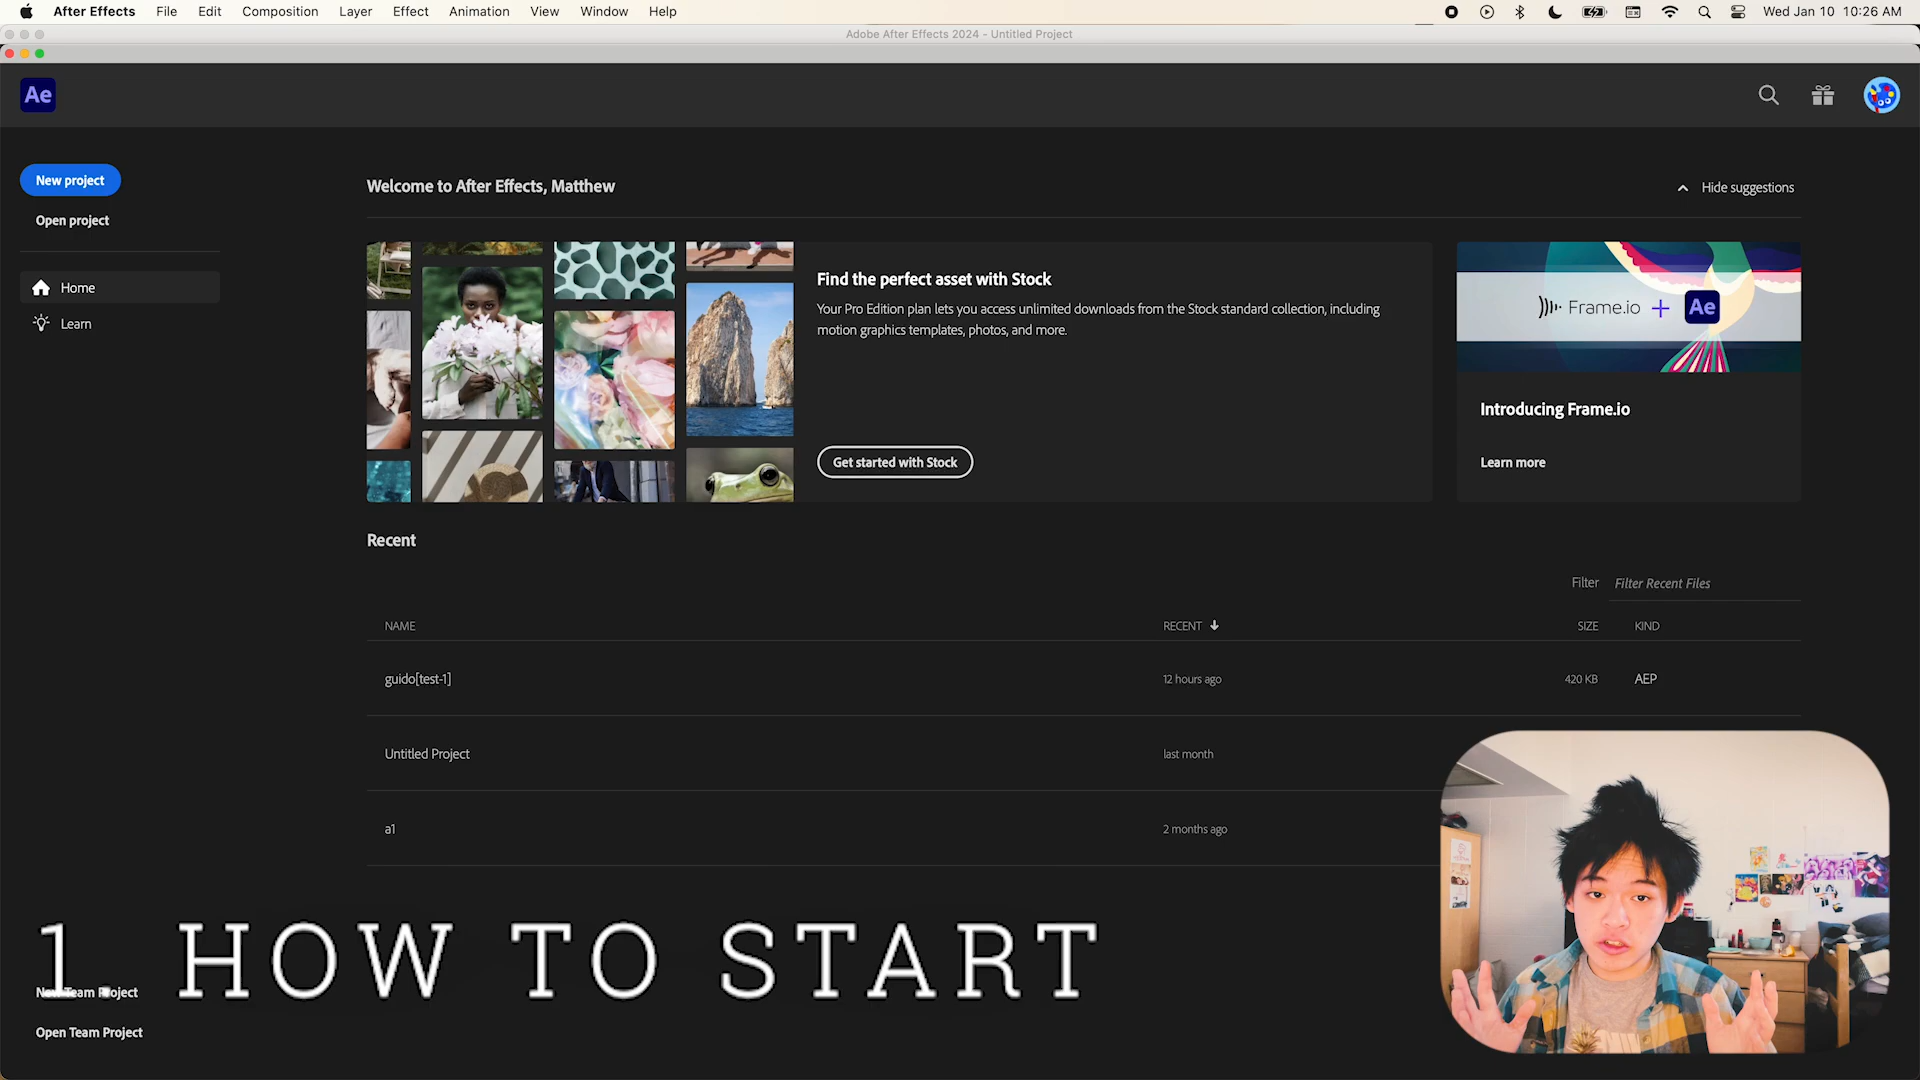 After Effects File Edit Composition Layer Effect Animation View Window Help
Wed Jan 10 10:26 AM
Adobe After Effects 2024 - Untitled Project
Ae
New project
Open project
Home
Learn
Welcome to After Effects, Matthew
Hide suggestions
Find the perfect asset with Stock
Your Pro Edition plan lets you access unlimited downloads from the Stock standard collection, including
motion graphics templates, photos, and more.
Get started with Stock
Frame.io + Ae
Introducing Frame.io
Learn more
Recent
Filter Filter Recent Files
NAME RECENT SIZE KIND
guido[test-1] 12 hours ago 420 KB AEP
Untitled Project last month
a1 2 months ago
1. HOW TO START
New Team Project
Open Team Project